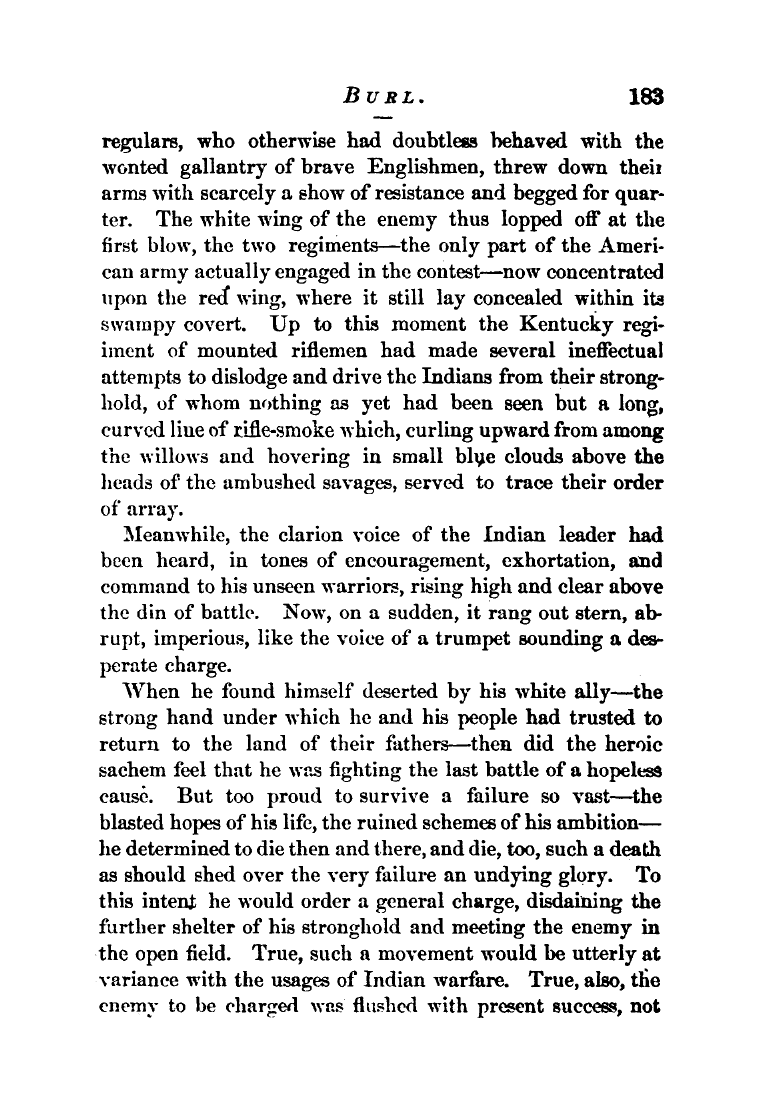 BURL. 183
regulars, who otherwise had doubtless behaved with the
wonted gallantry of brave Englishmen, threw down their
arms with scarcely a show of resistance and begged for quar-
ter. The white wing of the enemy thus lopped off at the
first blow, the two regiments—the only part of the Ameri-
can army actually engaged in the contest—now concentrated
upon the red wing, where it still lay concealed within its
swampy covert. Up to this moment the Kentucky regi-
iment of mounted riflemen had made several ineffectual
attempts to dislodge and drive the Indians from their strong-
hold, of whom nothing as yet had been seen but a long,
curved line of rifle-smoke which, curling upward from among
the willows and hovering in small blue clouds above the
heads of the ambushed savages, served to trace their order
of array.
Meanwhile, the clarion voice of the Indian leader had
been heard, in tones of encouragement, exhortation, and
command to his unseen warriors, rising high and clear above
the din of battle. Now, on a sudden, it rang out stern, ab-
rupt, imperious, like the voice of a trumpet sounding a des-
perate charge.
When he found himself deserted by his white ally—the
strong hand under which he and his people had trusted to
return to the land of their fathers—then did the heroic
sachem feel that he was fighting the last battle of a hopeless
cause. But too proud to survive a failure so vast—the
blasted hopes of his life, the ruined schemes of his ambition—
he determined to die then and there, and die, too, such a death
as should shed over the very failure an undying glory. To
this intent he would order a general charge, disdaining the
further shelter of his stronghold and meeting the enemy in
the open field. True, such a movement would be utterly at
variance with the usages of Indian warfare. True, also, the
enemy to be charged was flushed with present success, not